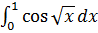 ∫₀¹ cos √x dx